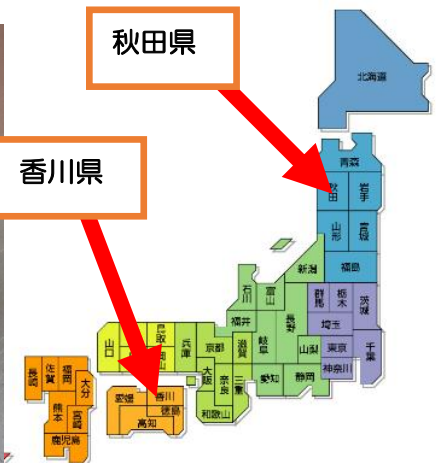 秋田県
北海道
香川県
青森
秋田
岩手
山形
宮城
新潟
福島
石川
富山
群馬
栃木
茨城
福井
長野
埼玉
鳥取
山口
兵庫
京都
滋賀
岐阜
山梨
東京
千葉
神奈川
大阪
奈良
三重
愛知
静岡
和歌山
長崎
佐賀
福岡
大分
愛媛
香川
徳島
高知
熊本
宮崎
鹿児島